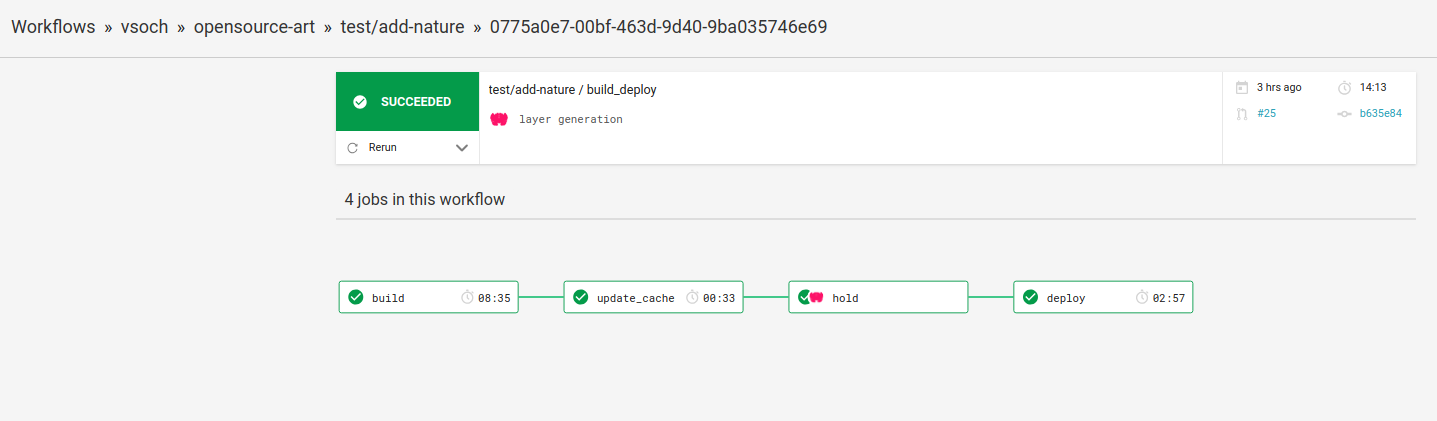 Workflows » vsoch » opensource-art » test/add-nature » 0775a0e7-00bf-463d-9d40-9ba035746e69
SUCCEEDED
Rerun
test/add-nature / build_deploy
layer generation
3 hrs ago
14:13
#25
b635e84
4 jobs in this workflow
build 08:35
update_cache 00:33
hold
deploy 02:57